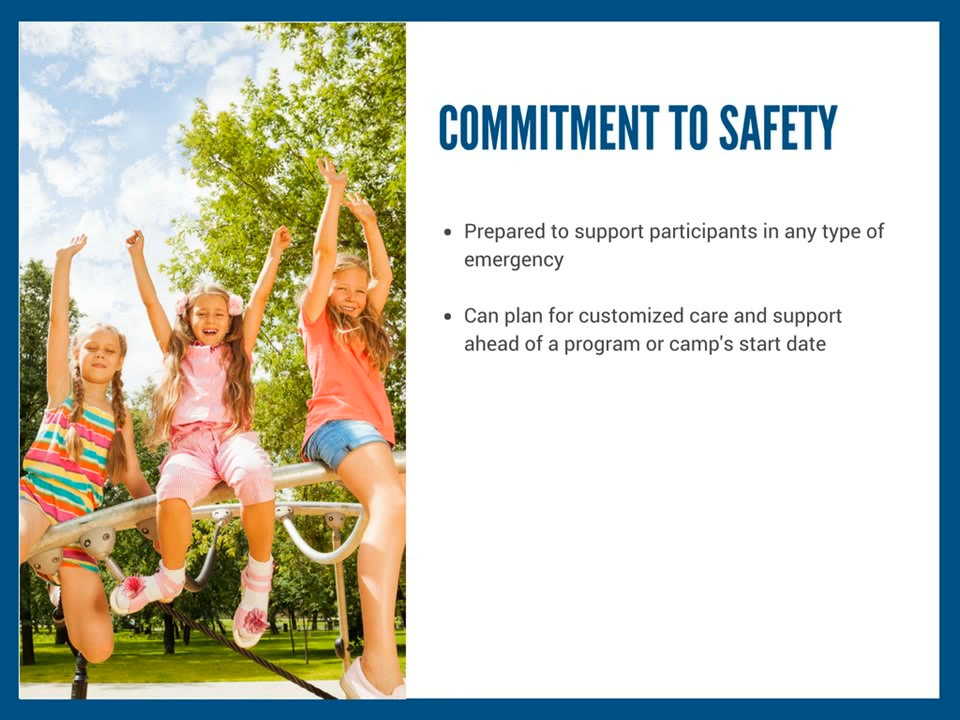 COMMITMENT TO SAFETY
• Prepared to support participants in any type of
emergency
• Can plan for customized care and support
ahead of a program or camp's start date